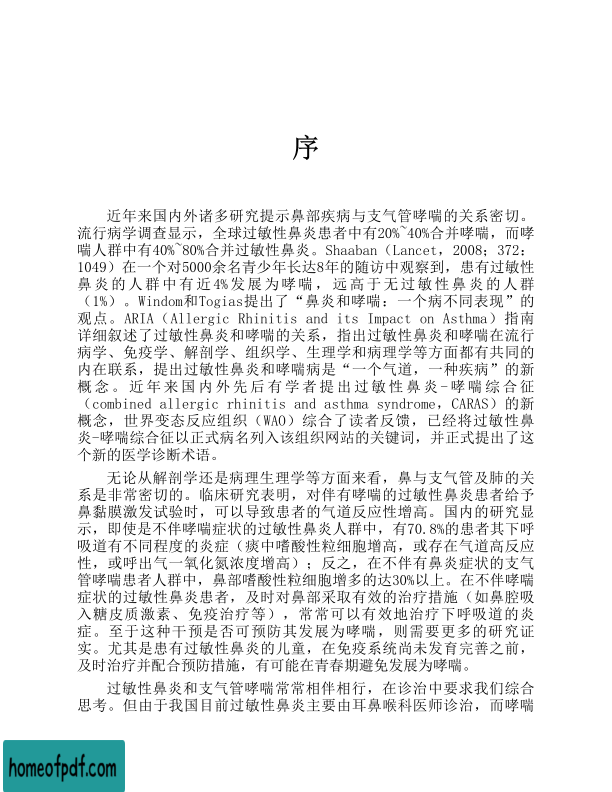 序
近年来国内外诸多研究提示鼻部疾病与支气管哮喘的关系密切。
流行病学调查显示，全球过敏性鼻炎患者中有20%~40%合并哮喘，而哮
喘人群中有40%~80%合并过敏性鼻炎。Shaaban（Lancet，2008；372：
1049）在一个对5000余名青少年长达8年的随访中观察到，患有过敏性
鼻炎的人群中有近4%发展为哮喘，远高于无过敏性鼻炎的人群
（1%）。Windom和Togias提出了“鼻炎和哮喘：一个病不同表现”的
观点。ARIA（Allergic Rhinitis and its Impact on Asthma）指南
详细叙述了过敏性鼻炎和哮喘的关系，指出过敏性鼻炎和哮喘在流行
病学、免疫学、解剖学、组织学、生理学和病理学等方面都有共同的
内在联系，提出过敏性鼻炎和哮喘病是“一个气道，一种疾病”的新
概念。近年来国内外先后有学者提出过敏性鼻炎-哮喘综合征
（combined allergic rhinitis and asthma syndrome，CARAS）的新
概念，世界变态反应组织（WAO）综合了读者反馈，已经将过敏性鼻
炎-哮喘综合征以正式病名列入该组织网站的关键词，并正式提出了这
个新的医学诊断术语。
无论从解剖学还是病理生理学等方面来看，鼻与支气管及肺的关
系是非常密切的。临床研究表明，对伴有哮喘的过敏性鼻炎患者给予
鼻黏膜激发试验时，可以导致患者的气道反应性增高。国内的研究显
示，即使是不伴哮喘症状的过敏性鼻炎人群中，有70.8%的患者其下呼
吸道有不同程度的炎症（痰中嗜酸性粒细胞增高，或存在气道高反应
性，或呼出气一氧化氮浓度增高）；反之，在不伴有鼻炎症状的支气
管哮喘患者人群中，鼻部嗜酸性粒细胞增多的达30%以上。在不伴哮喘
症状的过敏性鼻炎患者，及时对鼻部采取有效的治疗措施（如鼻腔吸
入糖皮质激素、免疫治疗等），常常可以有效地治疗下呼吸道的炎
症。至于这种干预是否可预防其发展为哮喘，则需要更多的研究证
实。尤其是患有过敏性鼻炎的儿童，在免疫系统尚未发育完善之前，
及时治疗并配合预防措施，有可能在青春期避免发展为哮喘。
过敏性鼻炎和支气管哮喘常常相伴相行，在诊治中要求我们综合
思考。但由于我国目前过敏性鼻炎主要由耳鼻喉科医师诊治，而哮喘
homeofpdf.com